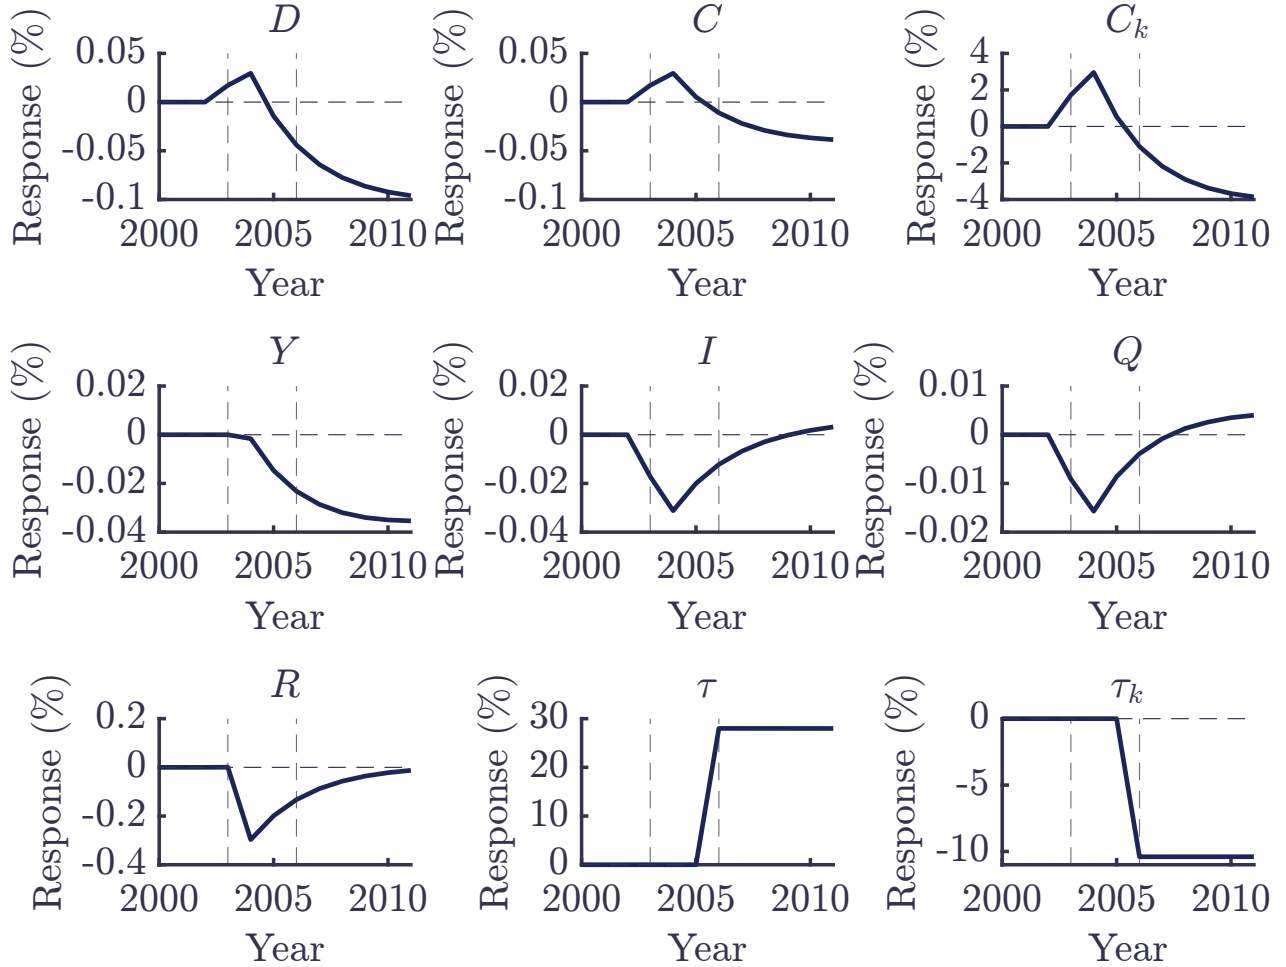 D
Response (%)
0.05
0
-0.05
-0.1
2000 2005 2010
Year
C
Response (%)
0.05
0
-0.05
-0.1
2000 2005 2010
Year
C_k
Response (%)
4
2
0
-2
-4
2000 2005 2010
Year
Y
Response (%)
0.02
0
-0.02
-0.04
2000 2005 2010
Year
I
Response (%)
0.02
0
-0.02
-0.04
2000 2005 2010
Year
Q
Response (%)
0.01
0
-0.01
-0.02
2000 2005 2010
Year
R
Response (%)
0.2
0
-0.2
-0.4
2000 2005 2010
Year
τ
Response (%)
30
20
10
0
2000 2005 2010
Year
τ_k
Response (%)
0
-5
-10
2000 2005 2010
Year